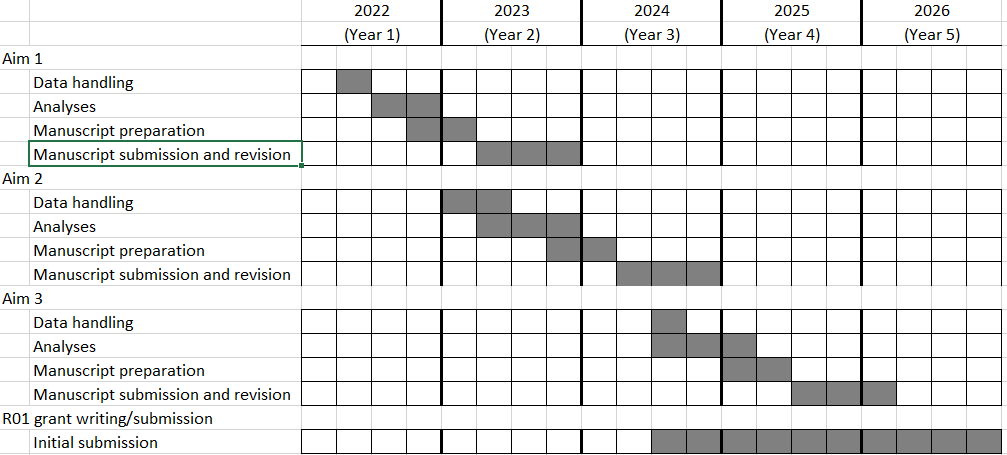 2022 2023 2024 2025 2026
(Year 1) (Year 2) (Year 3) (Year 4) (Year 5)
Aim 1
Data handling
Analyses
Manuscript preparation
Manuscript submission and revision
Aim 2
Data handling
Analyses
Manuscript preparation
Manuscript submission and revision
Aim 3
Data handling
Analyses
Manuscript preparation
Manuscript submission and revision
R01 grant writing/submission
Initial submission